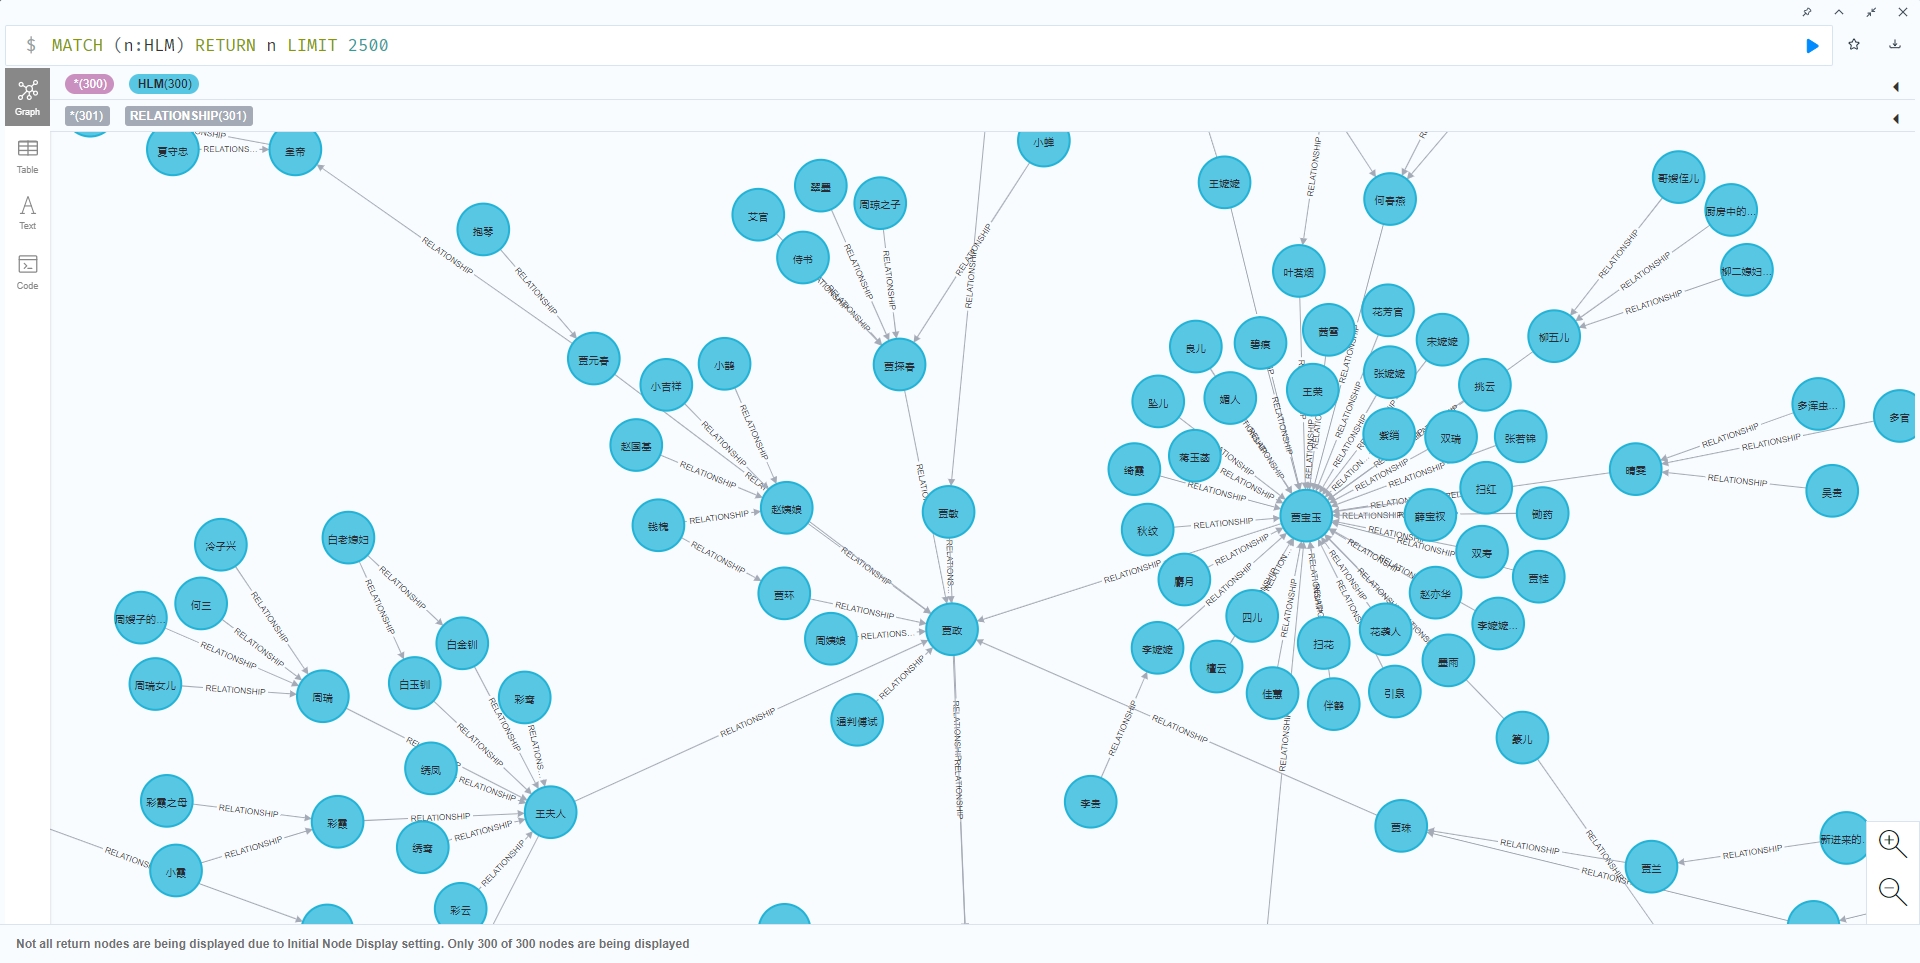 $ MATCH (n:HLM) RETURN n LIMIT 2500
Graph
*(300) HLM(300)
*(301) RELATIONSHIP(301)
Table
Text
Code
夏守忠
RELATIONS...
皇帝
小蝉
王嬷嬷
RELATIONSHIP
何春燕
哥嫂侄儿
厨房中的...
柳二媳妇...
抱琴
艾官
翠墨
周琼之子
侍书
叶茗烟
RELATIONSHIP
RELATIONSHIP
RELATIONSHIP
RELATIONSHIP
RELATIONSHIP
RELATIONSHIP
RELATIONSHIP
RELATIONSHIP
RELATIONSHIP
贾元春
小吉祥
小鹊
贾探春
良儿
碧痕
茜雪
花芳官
宋嬷嬷
柳五儿
坠儿
媚人
王荣
张嬷嬷
挑云
多浑虫...
多官
赵国基
RELATIONSHIP
RELATIONSHIP
RELATIONSHIP
绮霞
蒋玉菡
紫绡
双瑞
张若锦
晴雯
RELATIONSHIP
RELATIONSHIP
RELATIONSHIP
吴贵
钱槐
RELATIONSHIP
赵姨娘
贾敏
秋纹
RELATIONSHIP
贾宝玉
薛宝钗
扫红
锄药
冷子兴
白老媳妇
RELATIONSHIP
RELATIONSHIP
RELATIONS...
麝月
双寿
贾桂
何三
周嫂子的...
RELATIONSHIP
RELATIONSHIP
贾环
RELATIONSHIP
周姨娘
RELATIONS...
贾政
RELATIONSHIP
四儿
扫花
花袭人
赵亦华
李嬷嬷...
白金钏
周瑞女儿
RELATIONSHIP
周瑞
白玉钏
彩鸾
RELATIONSHIP
通判傅试
李嬷嬷
檀云
佳蕙
伴鹤
引泉
墨雨
RELATIONSHIP
RELATIONSHIP
RELATIONSHIP
篆儿
绣凤
RELATIONSHIP
彩霞之母
RELATIONSHIP
彩霞
RELATIONSHIP
王夫人
李贵
贾珠
RELATIONSHIP
RELATIONSHIP
新进来的.
RELATIONSHIP
小霞
RELATIONSHIP
绣鸾
RELATIONSHIP
贾兰
彩云
RELATIONSHIP
Not all return nodes are being displayed due to Initial Node Display setting. Only 300 of 300 nodes are being displayed